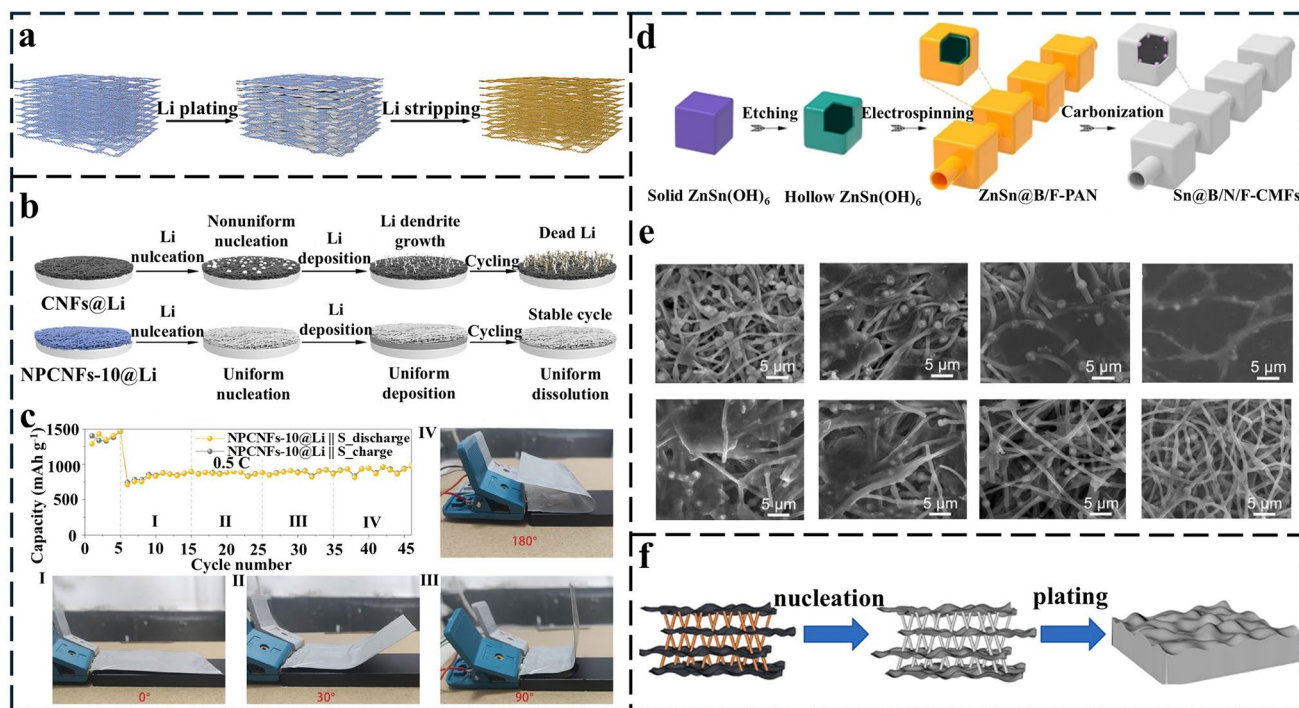 a
Li plating
Li stripping
b
Li
nulceation
Nonuniform
nucleation
Li
deposition
Li dendrite
growth
Cycling
Dead Li
CNFs@Li
Li
nulceation
Li
deposition
Cycling
Stable cycle
NPCNFs-10@Li
Uniform
nucleation
Uniform
deposition
Uniform
dissolution
c
Capacity (mAh g⁻¹)
1500
1000
500
0
NPCNFs-10@Li || S_discharge
NPCNFs-10@Li || S_charge
0.5 C
I
II
III
IV
0 5 10 15 20 25 30 35 40 45
Cycle number
IV
180°
I
0°
II
30°
III
90°
d
Etching
Electrospinning
Carbonization
Solid ZnSn(OH)₆
Hollow ZnSn(OH)₆
ZnSn@B/F-PAN
Sn@B/N/F-CMFs
e
5 μm
5 μm
5 μm
5 μm
5 μm
5 μm
5 μm
5 μm
f
nucleation
plating